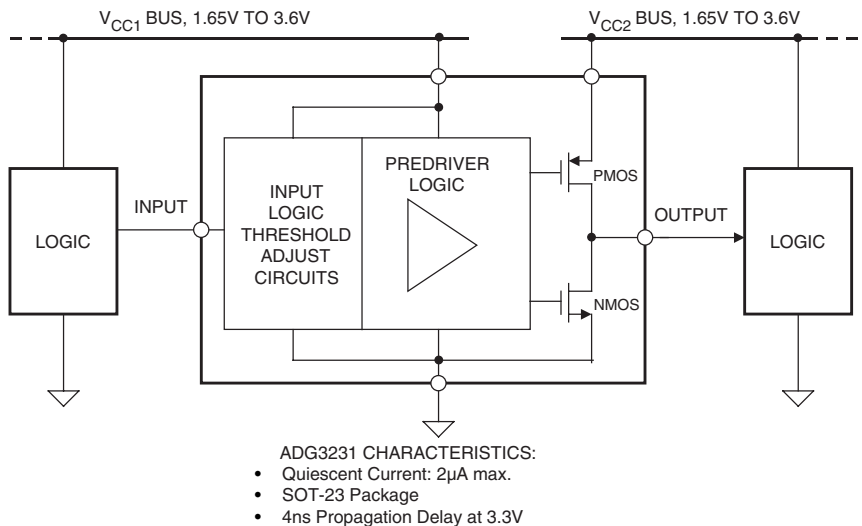 VCC1 BUS, 1.65V TO 3.6V
VCC2 BUS, 1.65V TO 3.6V
LOGIC
INPUT
INPUT
LOGIC
THRESHOLD
ADJUST
CIRCUITS
PREDRIVER
LOGIC
PMOS
NMOS
OUTPUT
LOGIC
ADG3231 CHARACTERISTICS:
• Quiescent Current: 2μA max.
• SOT-23 Package
• 4ns Propagation Delay at 3.3V